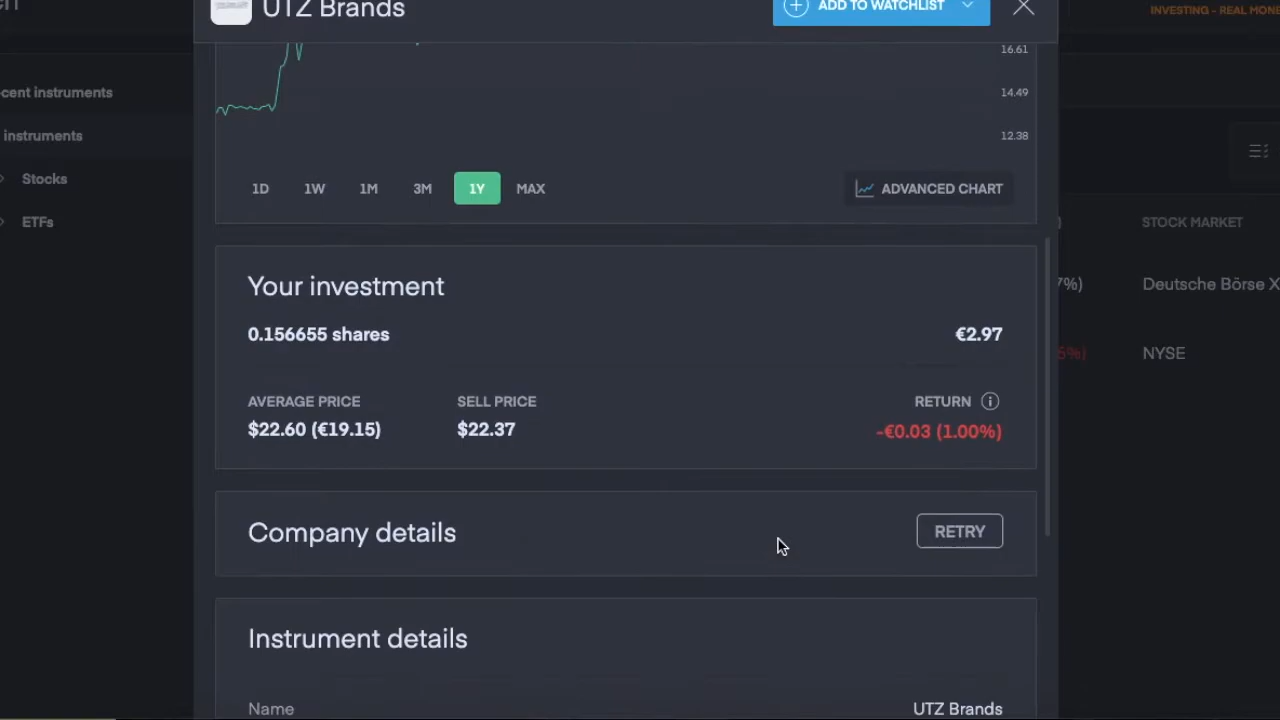 UTZ Brands
ADD TO WATCHLIST
INVESTING - REAL MONE
cent instruments
instruments
Stocks
ETFs
16.61
14.49
12.38
1D 1W 1M 3M 1Y MAX
ADVANCED CHART
STOCK MARKET
7%) Deutsche Börse X
5%) NYSE
Your investment
0.156655 shares €2.97
AVERAGE PRICE SELL PRICE RETURN
$22.60 (€19.15) $22.37 -€0.03 (1.00%)
Company details RETRY
Instrument details
Name UTZ Brands